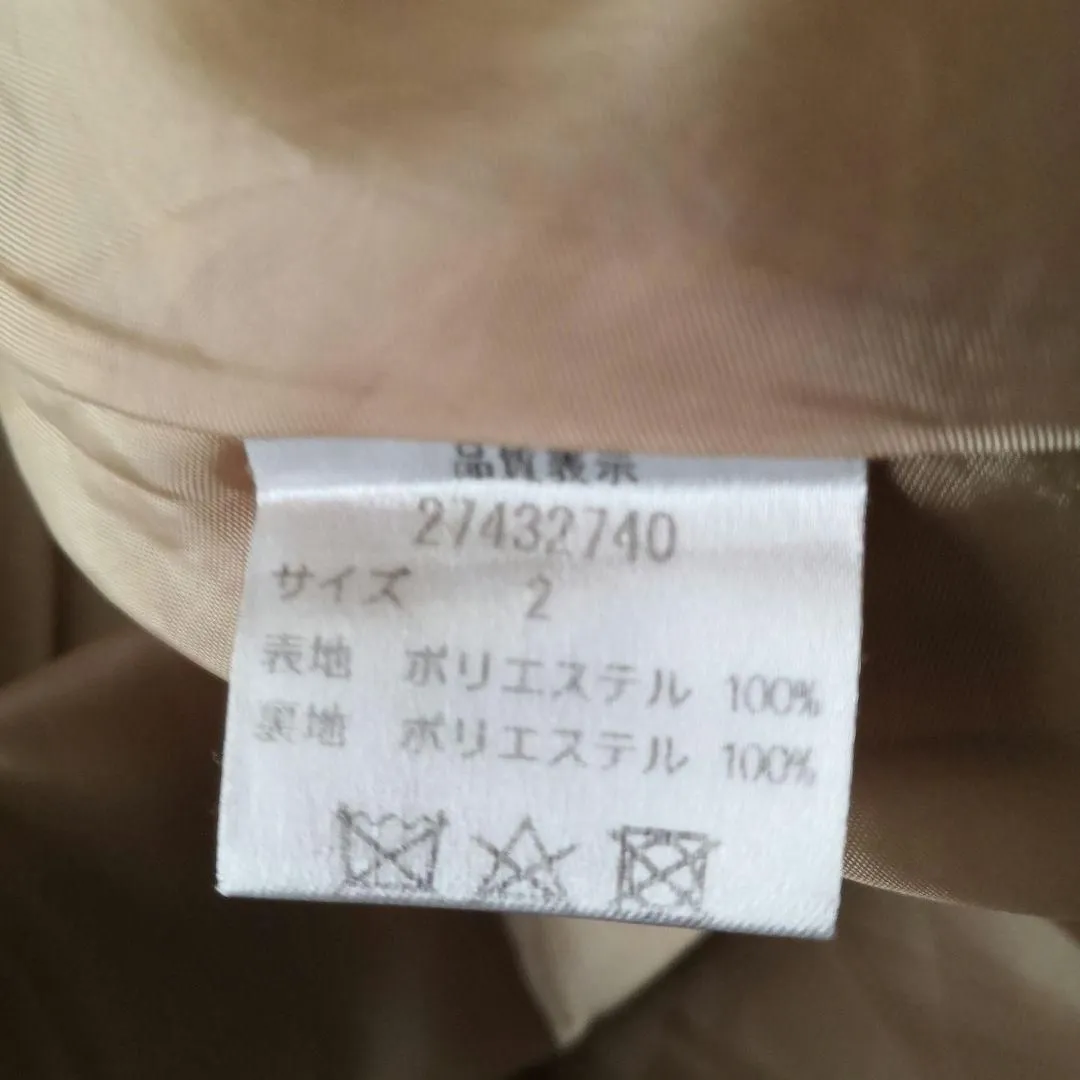 品質表示
27432740
サイズ 2
表地 ポリエステル 100%
裏地 ポリエステル 100%